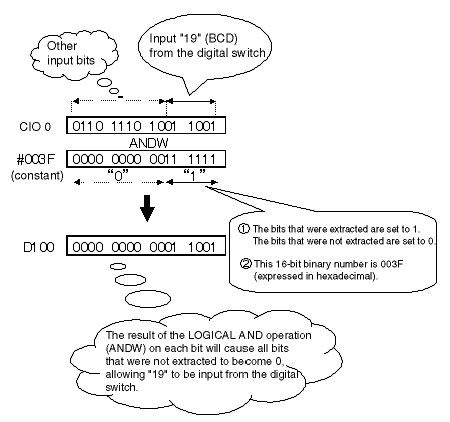 Other
input bits
Input "19" (BCD)
from the digital switch
CIO 0
0110 1110 1001 1001
ANDW
#003F
(constant)
0000 0000 0011 1111
"0"
"1"
① The bits that were extracted are set to 1.
The bits that were not extracted are set to 0.
② This 16-bit binary number is 003F
(expressed in hexadecimal).
D100
0000 0000 0001 1001
The result of the LOGICAL AND operation
(ANDW) on each bit will cause all bits
that were not extracted to become 0,
allowing "19" to be input from the digital
switch.